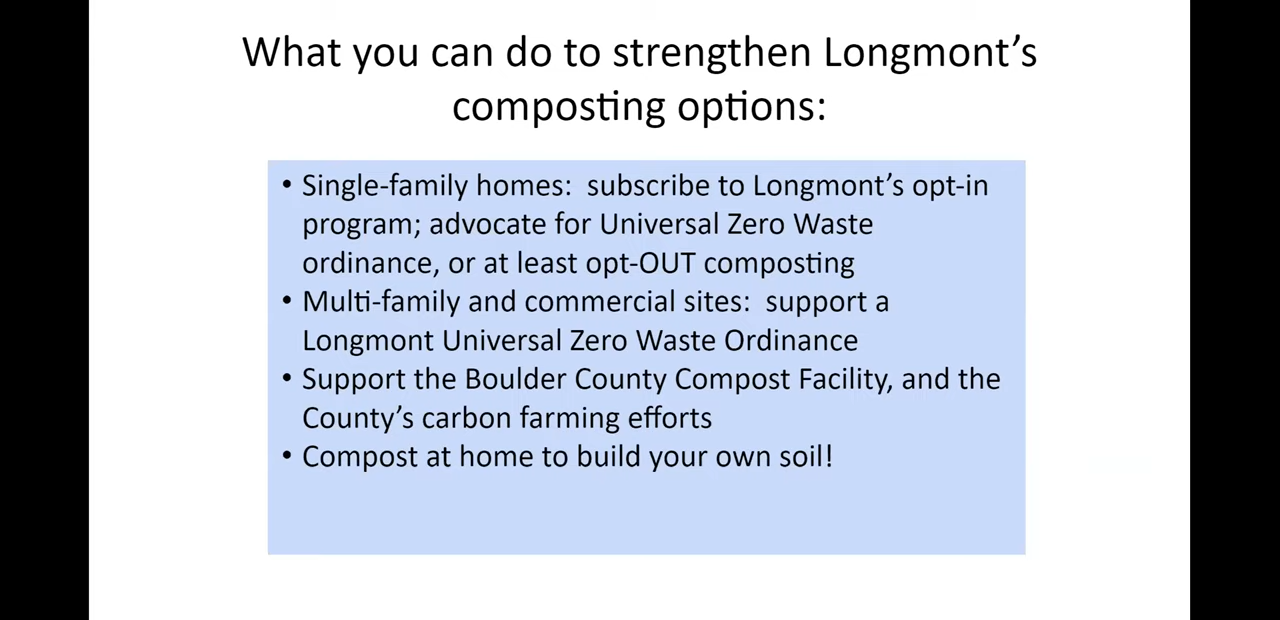 What you can do to strengthen Longmont’s
composting options:
• Single-family homes:  subscribe to Longmont’s opt-in
program; advocate for Universal Zero Waste
ordinance, or at least opt-OUT composting
• Multi-family and commercial sites:  support a
Longmont Universal Zero Waste Ordinance
• Support the Boulder County Compost Facility, and the
County’s carbon farming efforts
• Compost at home to build your own soil!